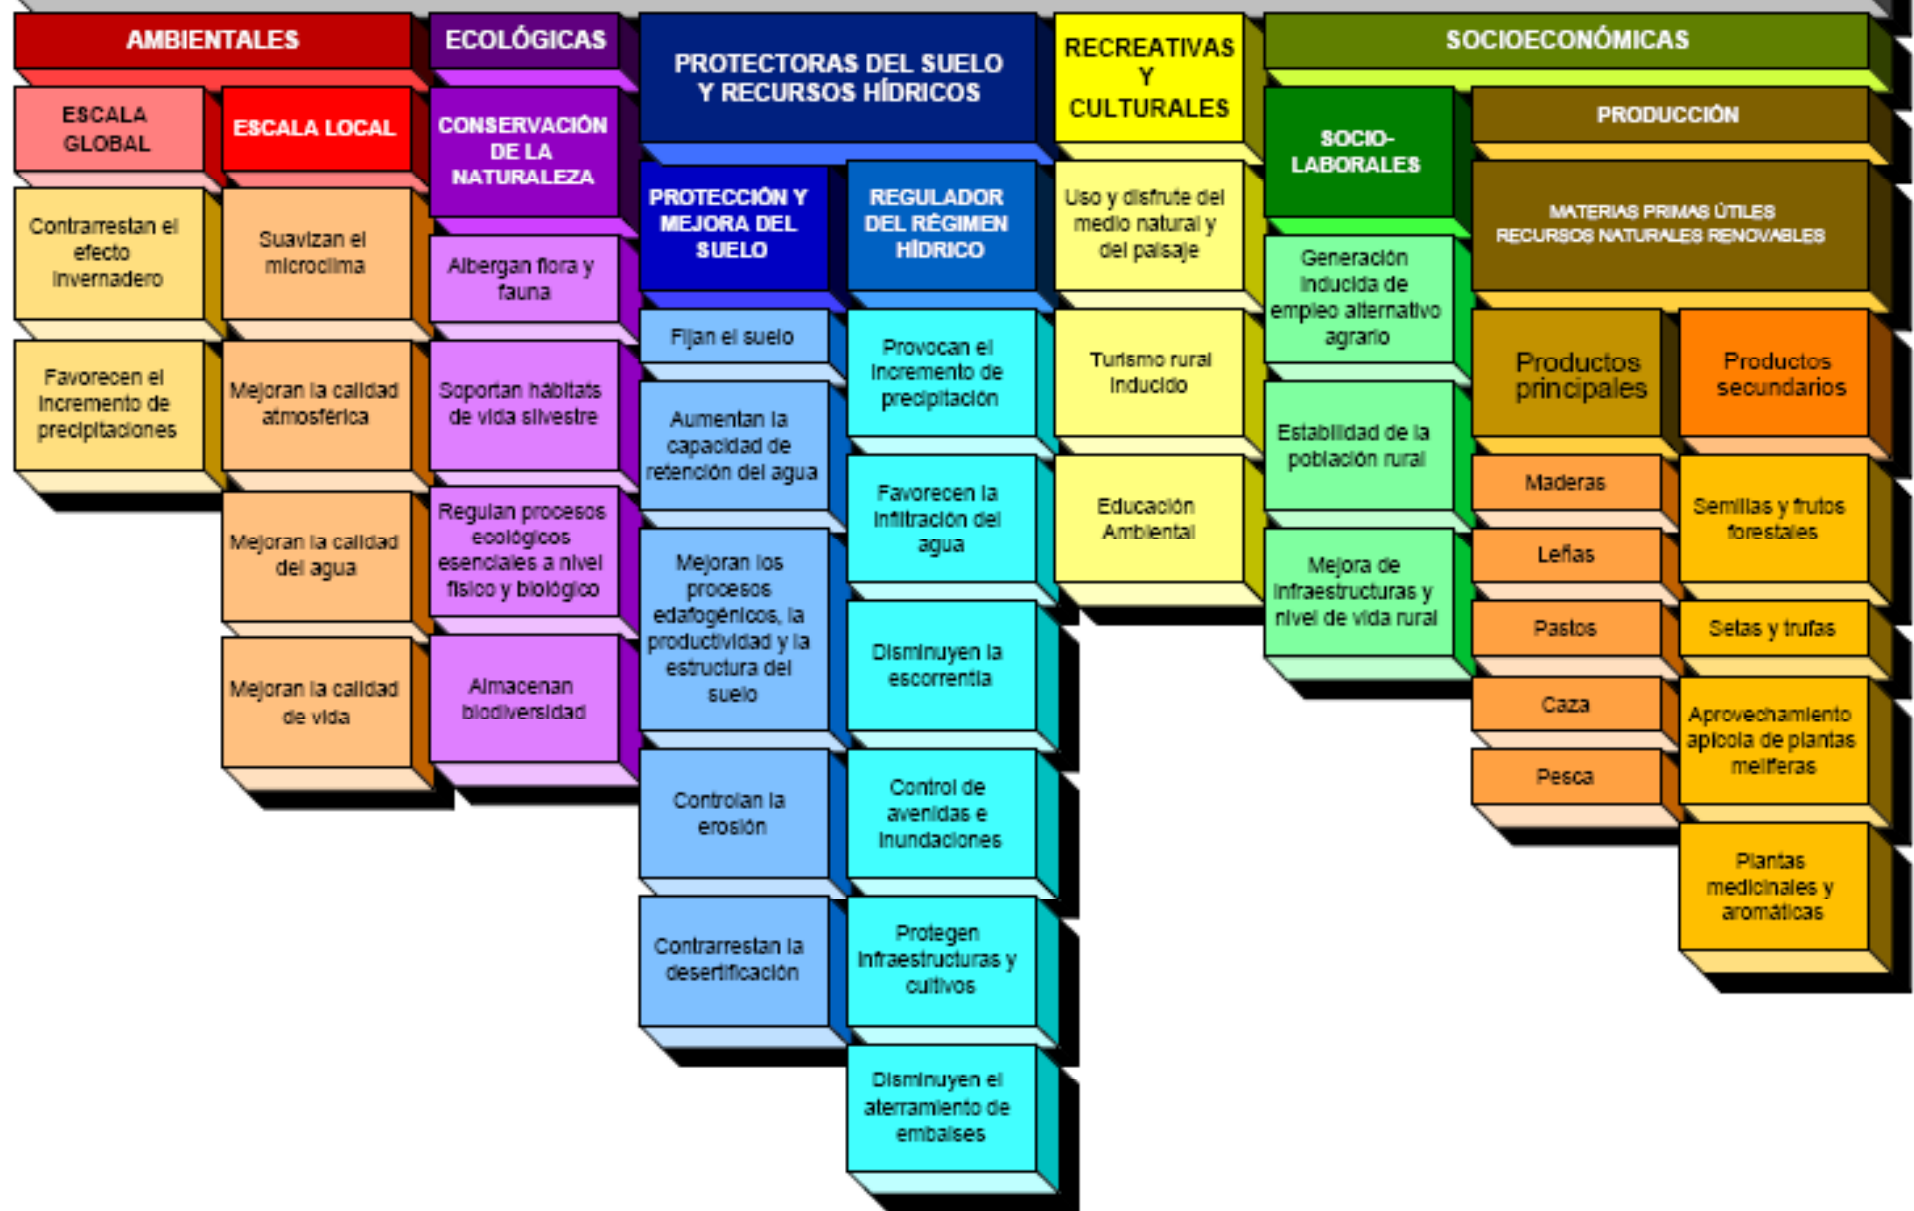 AMBIENTALES
ESCALA
GLOBAL
Contrarrestan el
efecto
invernadero
Favorecen el
incremento de
precipitaciones
ESCALA LOCAL
Suavizan el
microclima
Mejoran la calidad
atmosférica
Mejoran la calidad
del agua
Mejoran la calidad
de vida
ECOLÓGICAS
CONSERVACIÓN
DE LA
NATURALEZA
Albergan flora y
fauna
Soportan hábitats
de vida silvestre
Regulan procesos
ecológicos
esenciales a nivel
físico y biológico
Almacenan
biodiversidad
PROTECTORAS DEL SUELO
Y RECURSOS HÍDRICOS
PROTECCIÓN Y
MEJORA DEL
SUELO
Fijan el suelo
Aumentan la
capacidad de
retención del agua
Mejoran los
procesos
edafogénicos, la
productividad y la
estructura del
suelo
Controlan la
erosión
Contrarrestan la
desertificación
REGULADOR
DEL RÉGIMEN
HÍDRICO
Provocan el
incremento de
precipitación
Favorecen la
infiltración del
agua
Disminuyen la
escorrentía
Control de
avenidas e
inundaciones
Protegen
infraestructuras y
cultivos
Disminuyen el
aterramiento de
embalses
RECREATIVAS
Y
CULTURALES
Uso y disfrute del
medio natural y
del paisaje
Turismo rural
inducido
Educación
Ambiental
SOCIOECONÓMICAS
SOCIO-
LABORALES
Generación
inducida de
empleo alternativo
agrario
Estabilidad de la
población rural
Mejora de
infraestructuras y
nivel de vida rural
PRODUCCIÓN
MATERIAS PRIMAS ÚTILES
RECURSOS NATURALES RENOVABLES
Productos
principales
Maderas
Leñas
Pastos
Caza
Pesca
Productos
secundarios
Semillas y frutos
forestales
Setas y trufas
Aprovechamiento
apícola de plantas
melíferas
Plantas
medicinales y
aromáticas